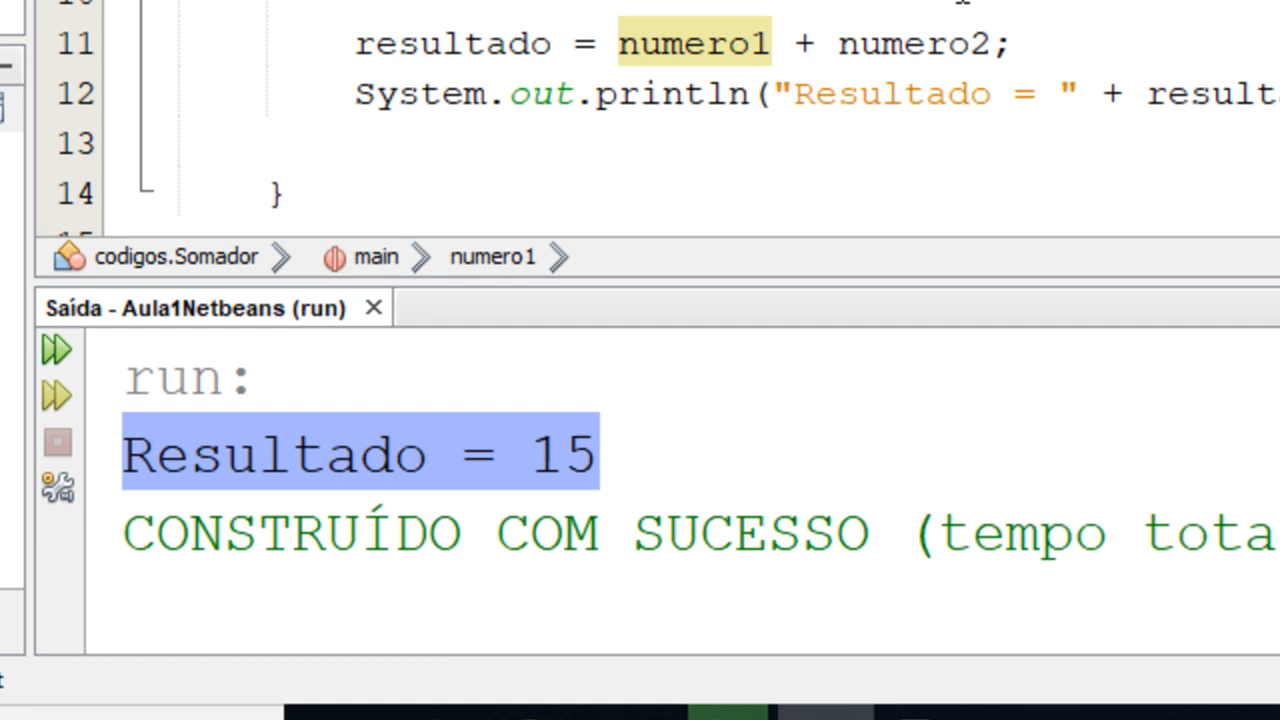 11 resultado = numero1 + numero2;
12 System.out.println("Resultado = " + result
13
14 }
codigos.Somador main numero1
Saída - Aula1Netbeans (run)
run:
Resultado = 15
CONSTRUÍDO COM SUCESSO (tempo tota